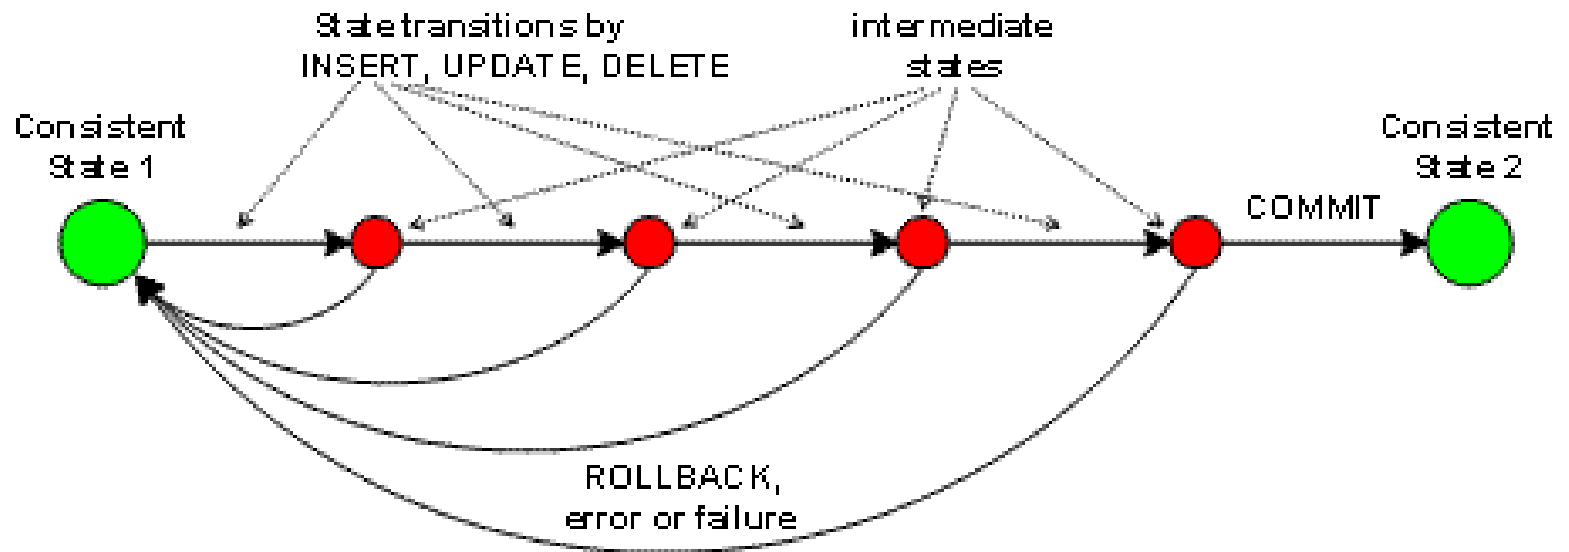 State transitions by
INSERT, UPDATE, DELETE
intermediate
states
Consistent
State 1
Consistent
State 2
COMMIT
ROLLBACK,
error or failure